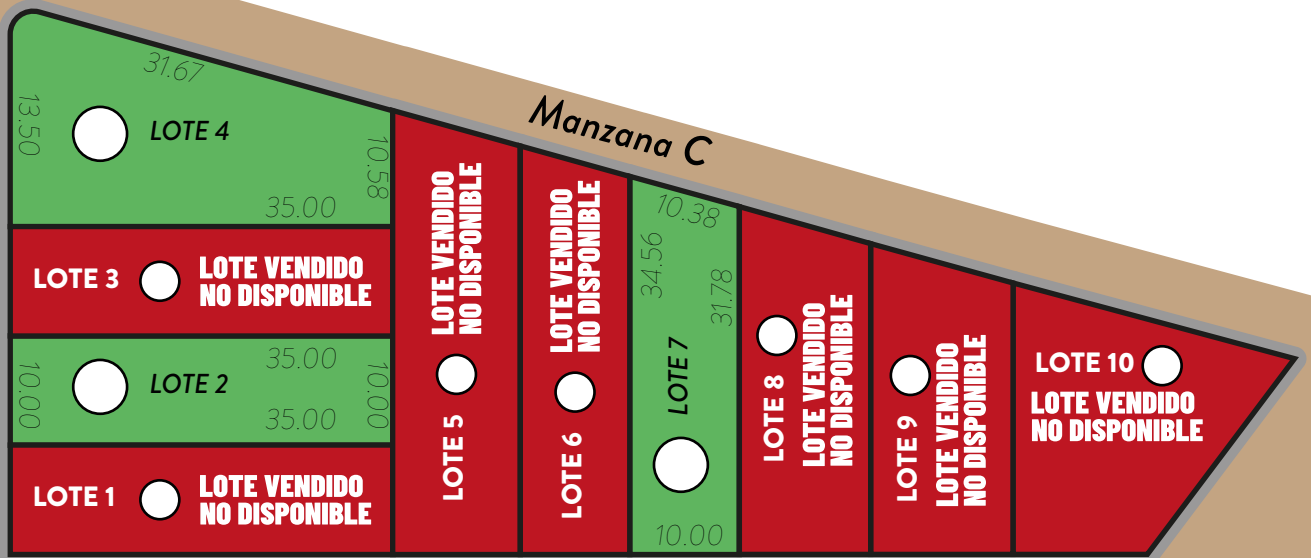 Manzana C
31.67
13.50
LOTE 4
10.58
35.00
LOTE 3
LOTE VENDIDO
NO DISPONIBLE
35.00
10.00
LOTE 2
10.00
35.00
LOTE 1
LOTE VENDIDO
NO DISPONIBLE
LOTE 5
LOTE VENDIDO
NO DISPONIBLE
LOTE 6
LOTE VENDIDO
NO DISPONIBLE
10.38
34.56
31.78
LOTE 7
10.00
LOTE 8
LOTE VENDIDO
NO DISPONIBLE
LOTE 9
LOTE VENDIDO
NO DISPONIBLE
LOTE 10
LOTE VENDIDO
NO DISPONIBLE